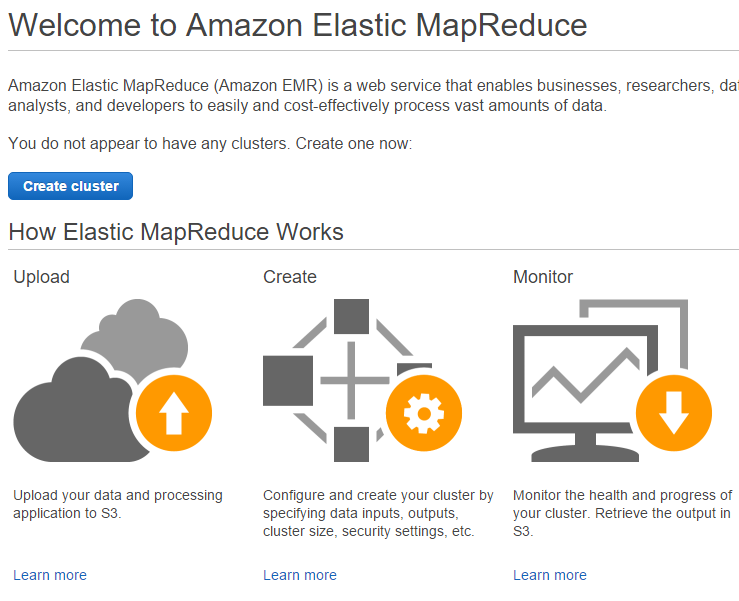 Welcome to Amazon Elastic MapReduce
Amazon Elastic MapReduce (Amazon EMR) is a web service that enables businesses, researchers,
analysts, and developers to easily and cost-effectively process vast amounts of data.
You do not appear to have any clusters. Create one now:
Create cluster
How Elastic MapReduce Works
Upload
Create
Monitor
Upload your data and processing
application to S3.
Configure and create your cluster by
specifying data inputs, outputs,
cluster size, security settings, etc.
Monitor the health and progress of
your cluster. Retrieve the output in
S3.
Learn more
Learn more
Learn more